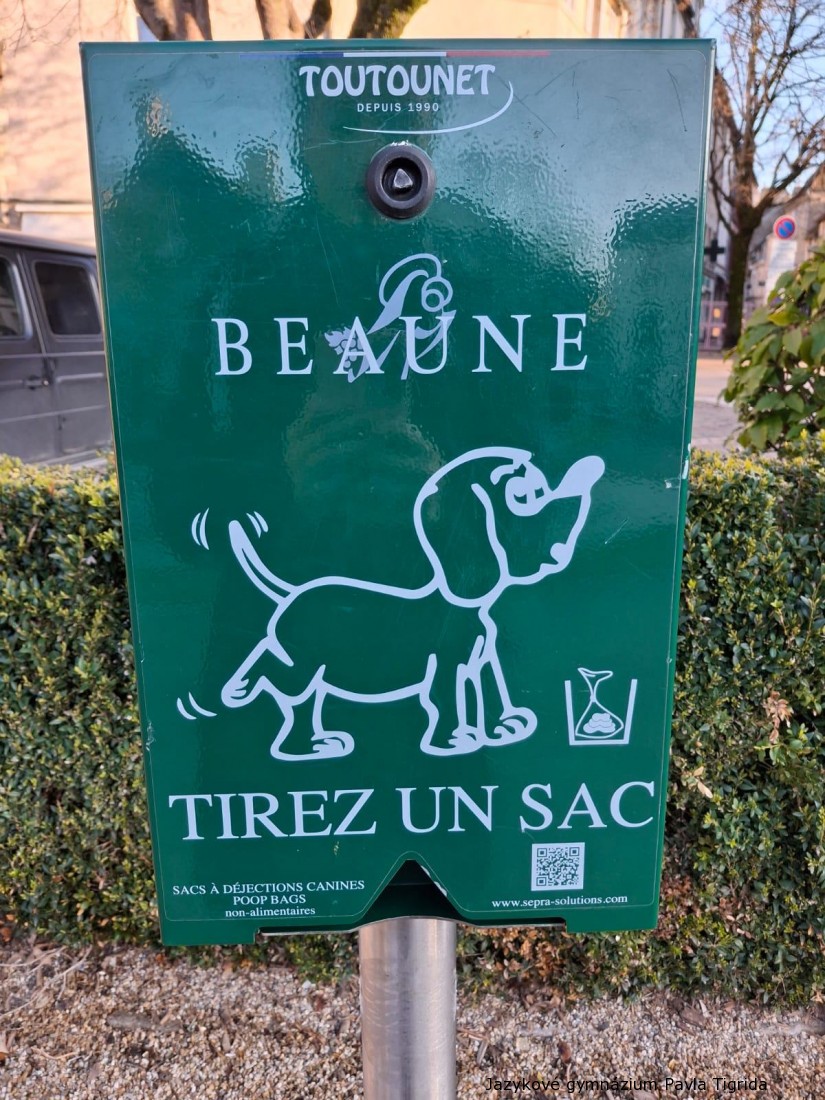 TOUTOUNET
DEPUIS 1990
BEAUNE
TIREZ UN SAC
SACS À DÉJECTIONS CANINES
POOP BAGS
non-alimentaires
www.sepra-solutions.com
Jazykové gymnázium Pavla Tigrida